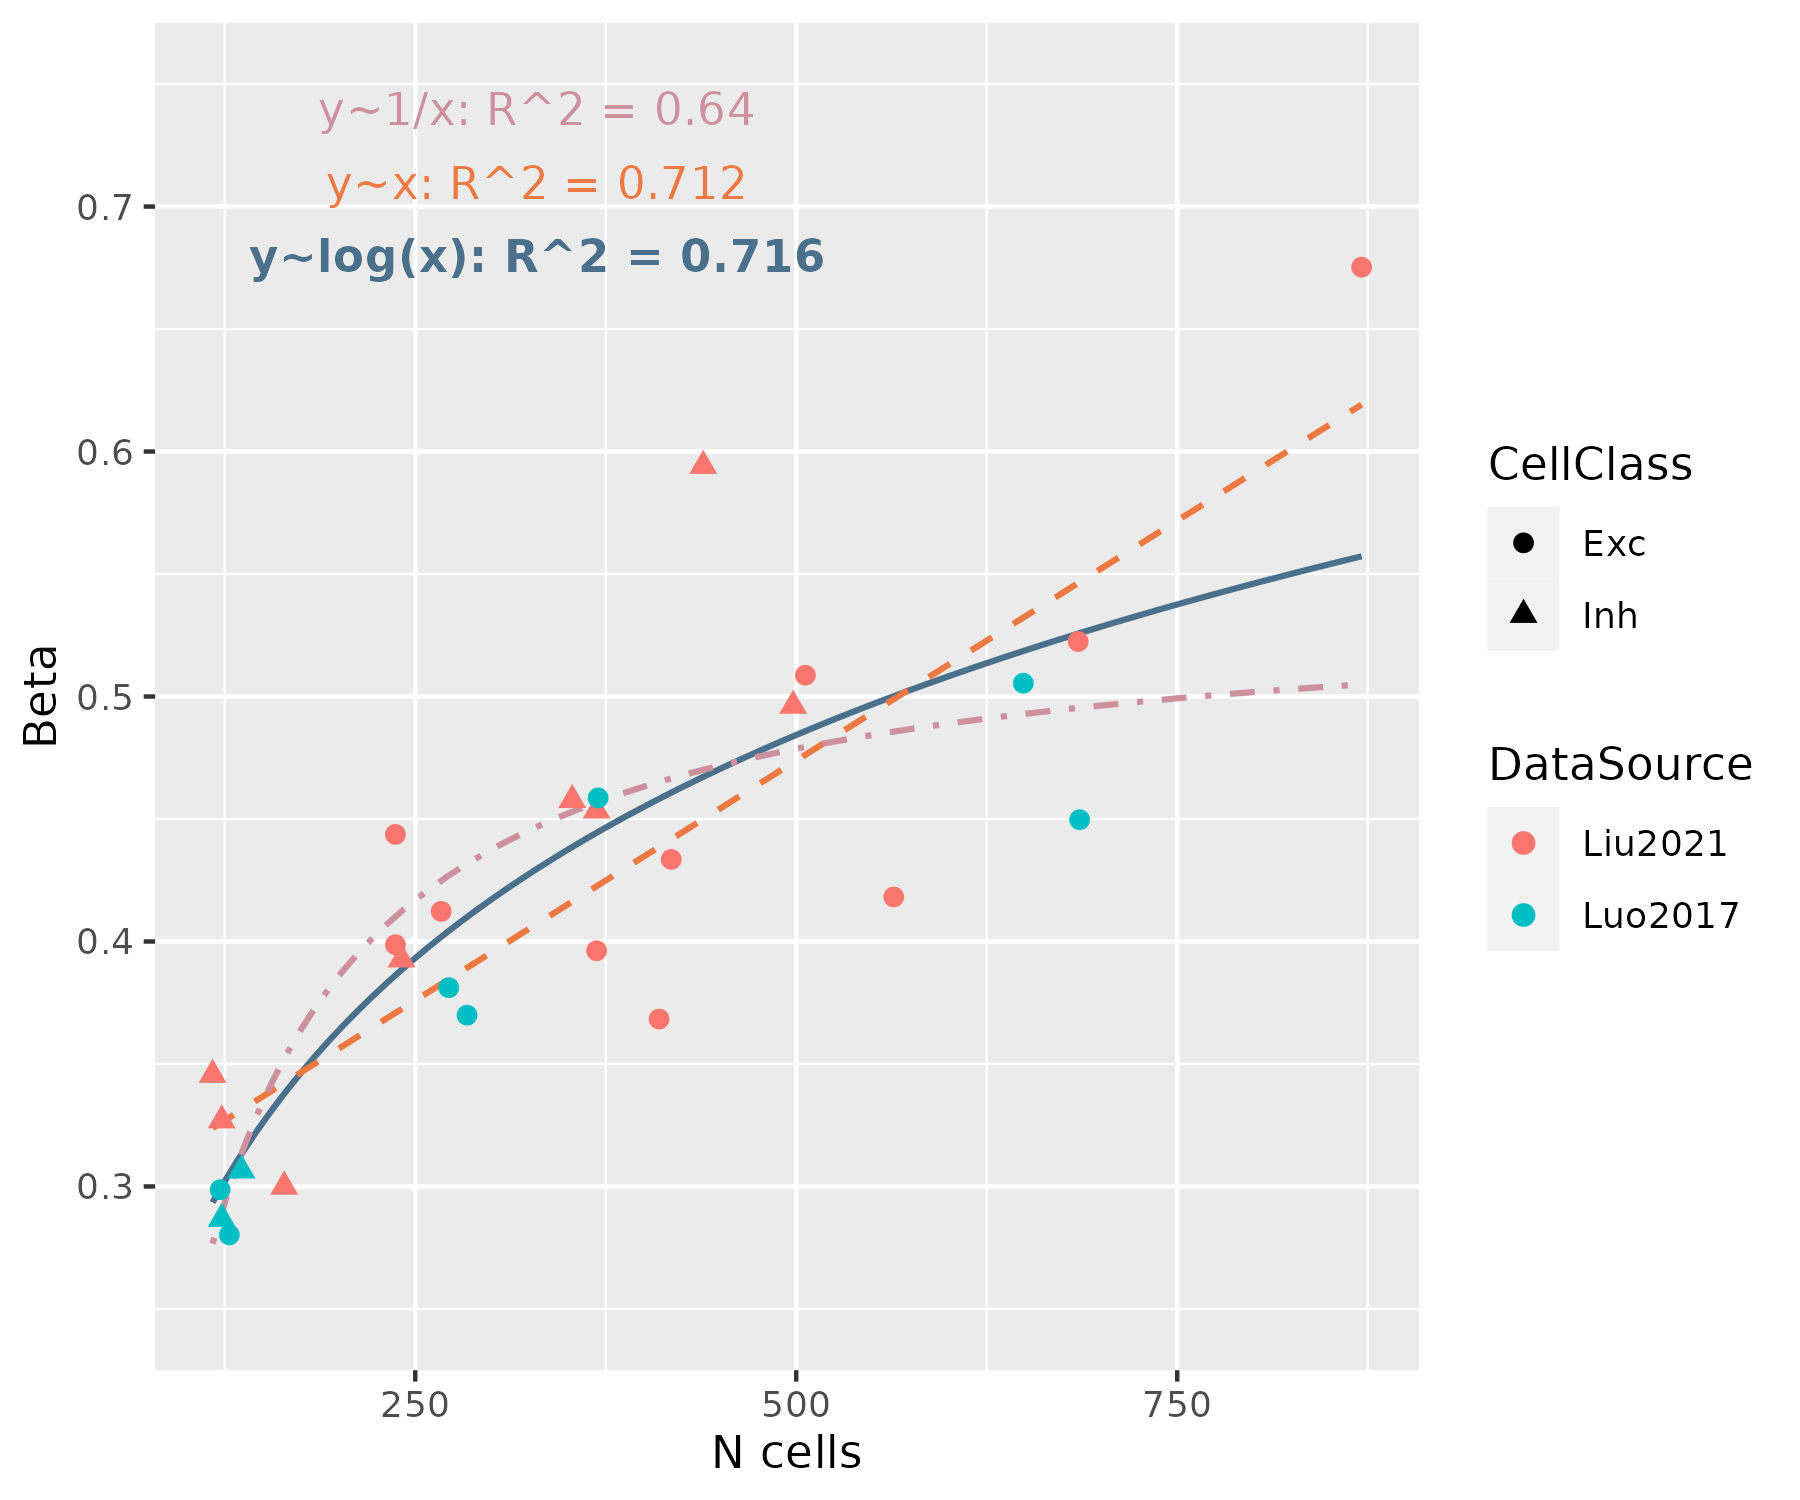 y~1/x: R^2 = 0.64
y~x: R^2 = 0.712
y~log(x): R^2 = 0.716
0.7
0.6
0.5
0.4
0.3
Beta
250
500
750
N cells
CellClass
Exc
Inh
DataSource
Liu2021
Luo2017